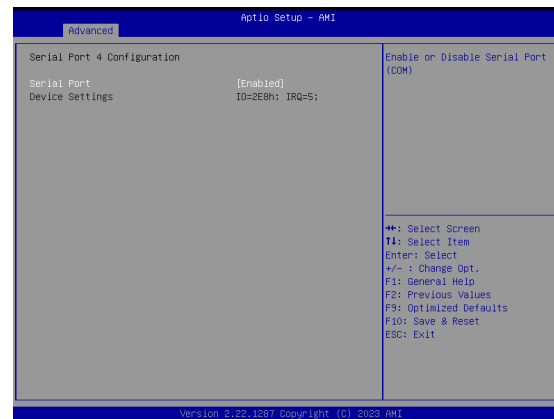 Aptio Setup - AMI
Advanced
Serial Port 4 Configuration
Serial Port [Enabled]
Device Settings IO=2E8h; IRQ=5;
Enable or Disable Serial Port
(COM)
→←: Select Screen
↑↓: Select Item
Enter: Select
+/- : Change Opt.
F1: General Help
F2: Previous Values
F9: Optimized Defaults
F10: Save & Reset
ESC: Exit
Version 2.22.1287 Copyright (C) 2023 AMI